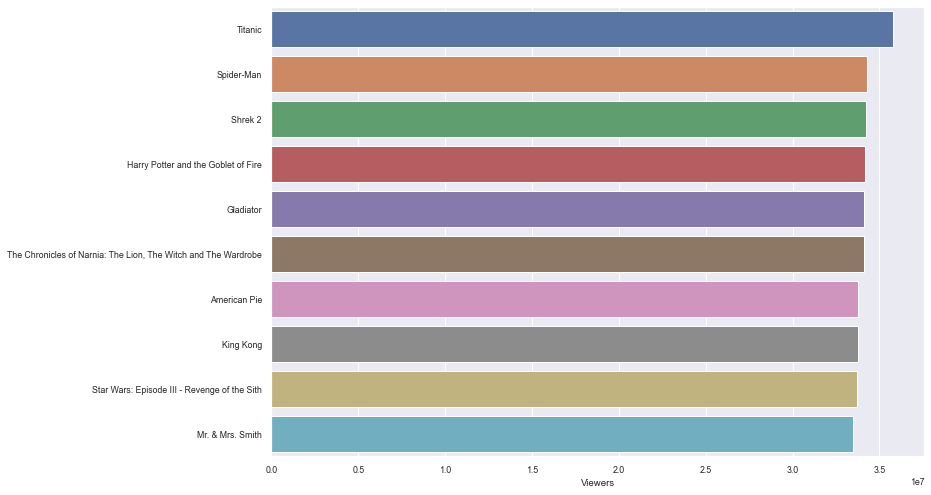 Titanic
Spider-Man
Shrek 2
Harry Potter and the Goblet of Fire
Gladiator
The Chronicles of Narnia: The Lion, The Witch and The Wardrobe
American Pie
King Kong
Star Wars: Episode III - Revenge of the Sith
Mr. & Mrs. Smith
0.0 0.5 1.0 1.5 2.0 2.5 3.0 3.5
Viewers 1e7